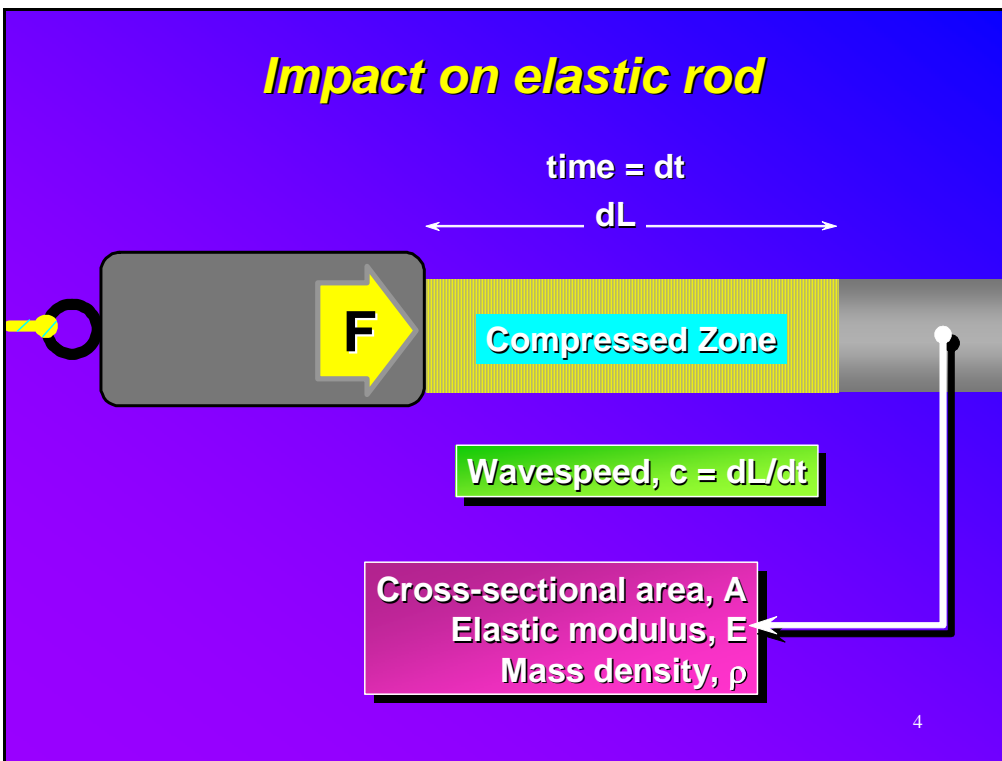 Impact on elastic rod
time = dt
dL
F
Compressed Zone
Wavespeed, c = dL/dt
Cross-sectional area, A
Elastic modulus, E
Mass density, ρ
4